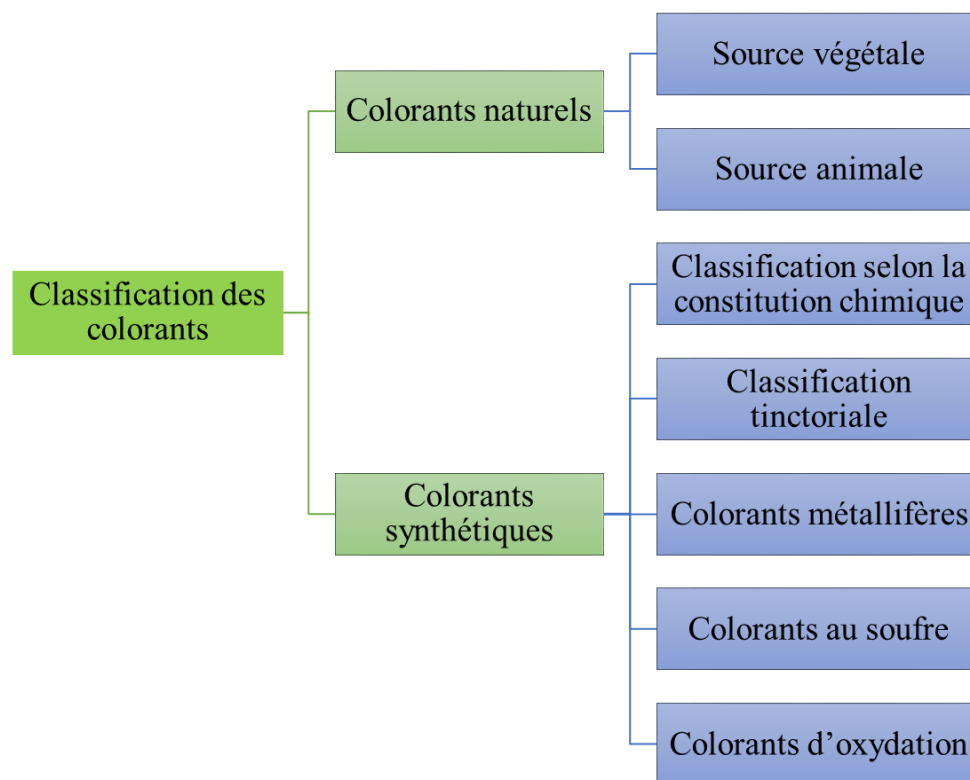 Classification des
colorants
Colorants naturels
Source végétale
Source animale
Colorants
synthétiques
Classification selon la
constitution chimique
Classification
tinctoriale
Colorants métallifères
Colorants au soufre
Colorants d’oxydation